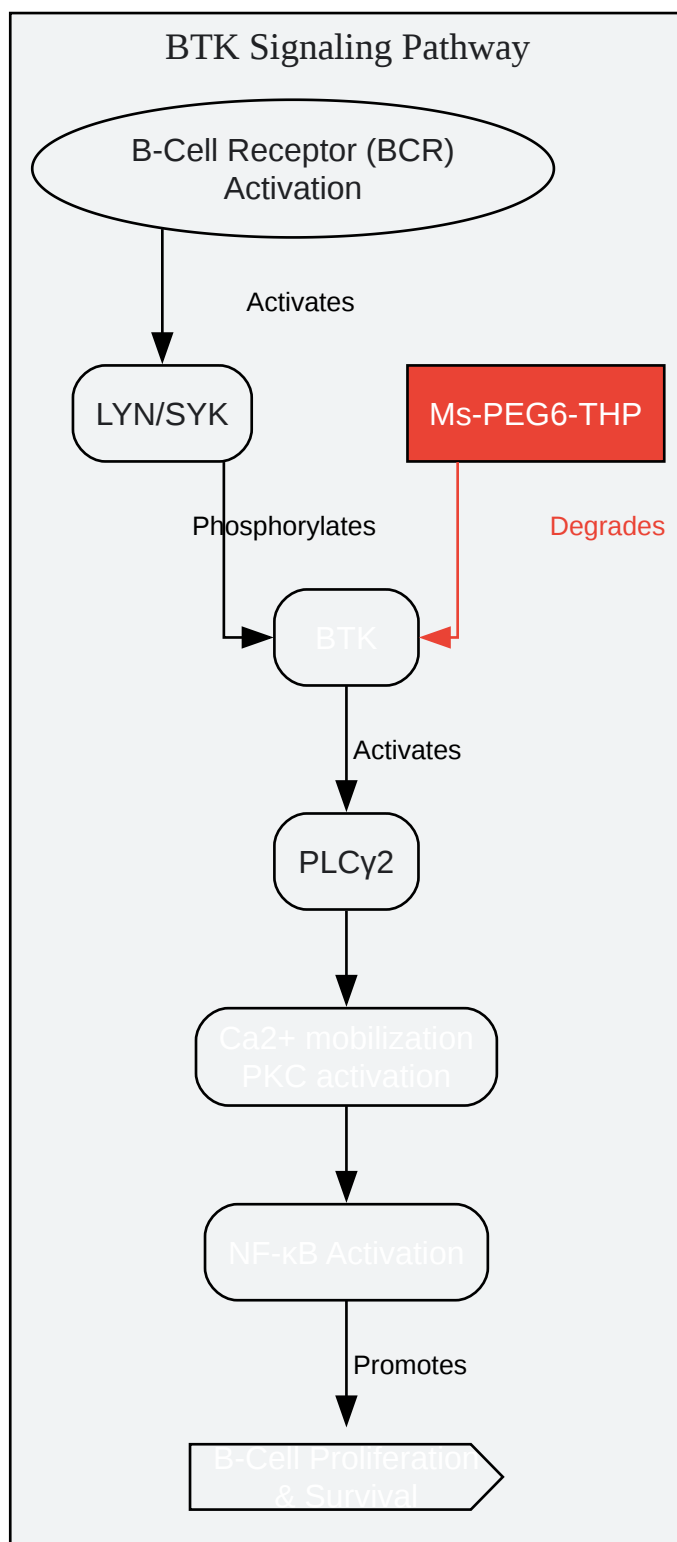 BTK Signaling Pathway
B-Cell Receptor (BCR)
Activation
Activates
LYN/SYK
Ms-PEG6-THP
Phosphorylates
Degrades
BTK
Activates
PLCγ2
Ca2+ mobilization
PKC activation
NF-κB Activation
Promotes
B-Cell Proliferation
& Survival